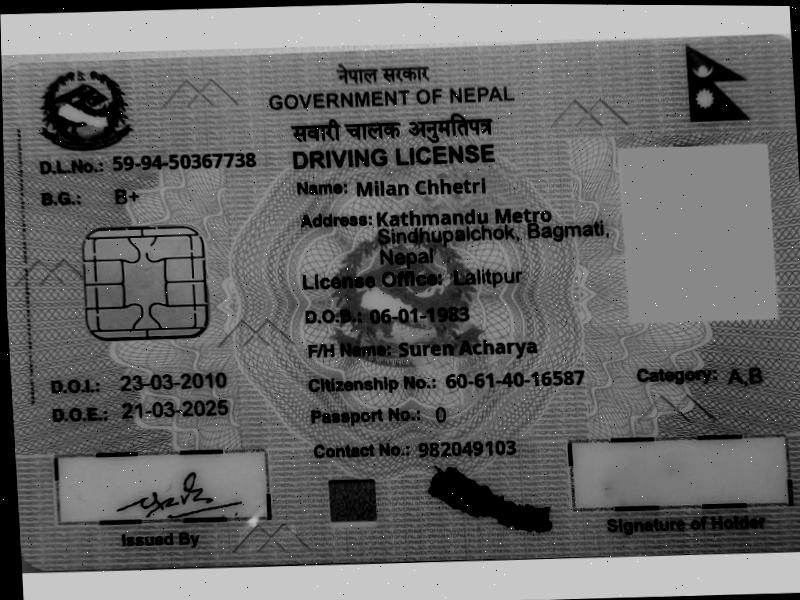 नेपाल सरकार
GOVERNMENT OF NEPAL
सवारी चालक अनुमतिपत्र
DRIVING LICENSE
D.L.No.: 59-94-50367738
B.G.: B+
Name: Milan Chhetri
Address: Kathmandu Metro
Sindhupalchok, Bagmati,
Nepal
License Office: Lalitpur
D.O.B.: 06-01-1983
F/H Name: Suren Acharya
D.O.I.: 23-03-2010
Citizenship No.: 60-61-40-16587
Category: A,B
D.O.E.: 21-03-2025
Passport No.: 0
Contact No.: 982049103
Issued By
Signature of Holder